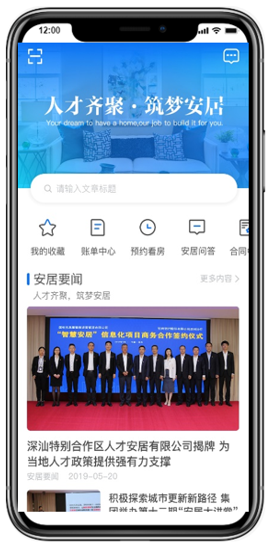 12:00
人才齐聚·筑梦安居
Your dream to have a home,our job to build it for you.
请输入文章标题
我的收藏
账单中心
预约看房
安居问答
安居要闻
更多内容
人才齐聚，筑梦安居
"智慧安居"信息化项目商务合作签约仪式
深汕特别合作区人才安居有限公司揭牌 为
当地人才政策提供强有力支撑
安居要闻 2019-05-20
积极探索城市更新新路径 集
团举办第十二期“安居大讲堂”